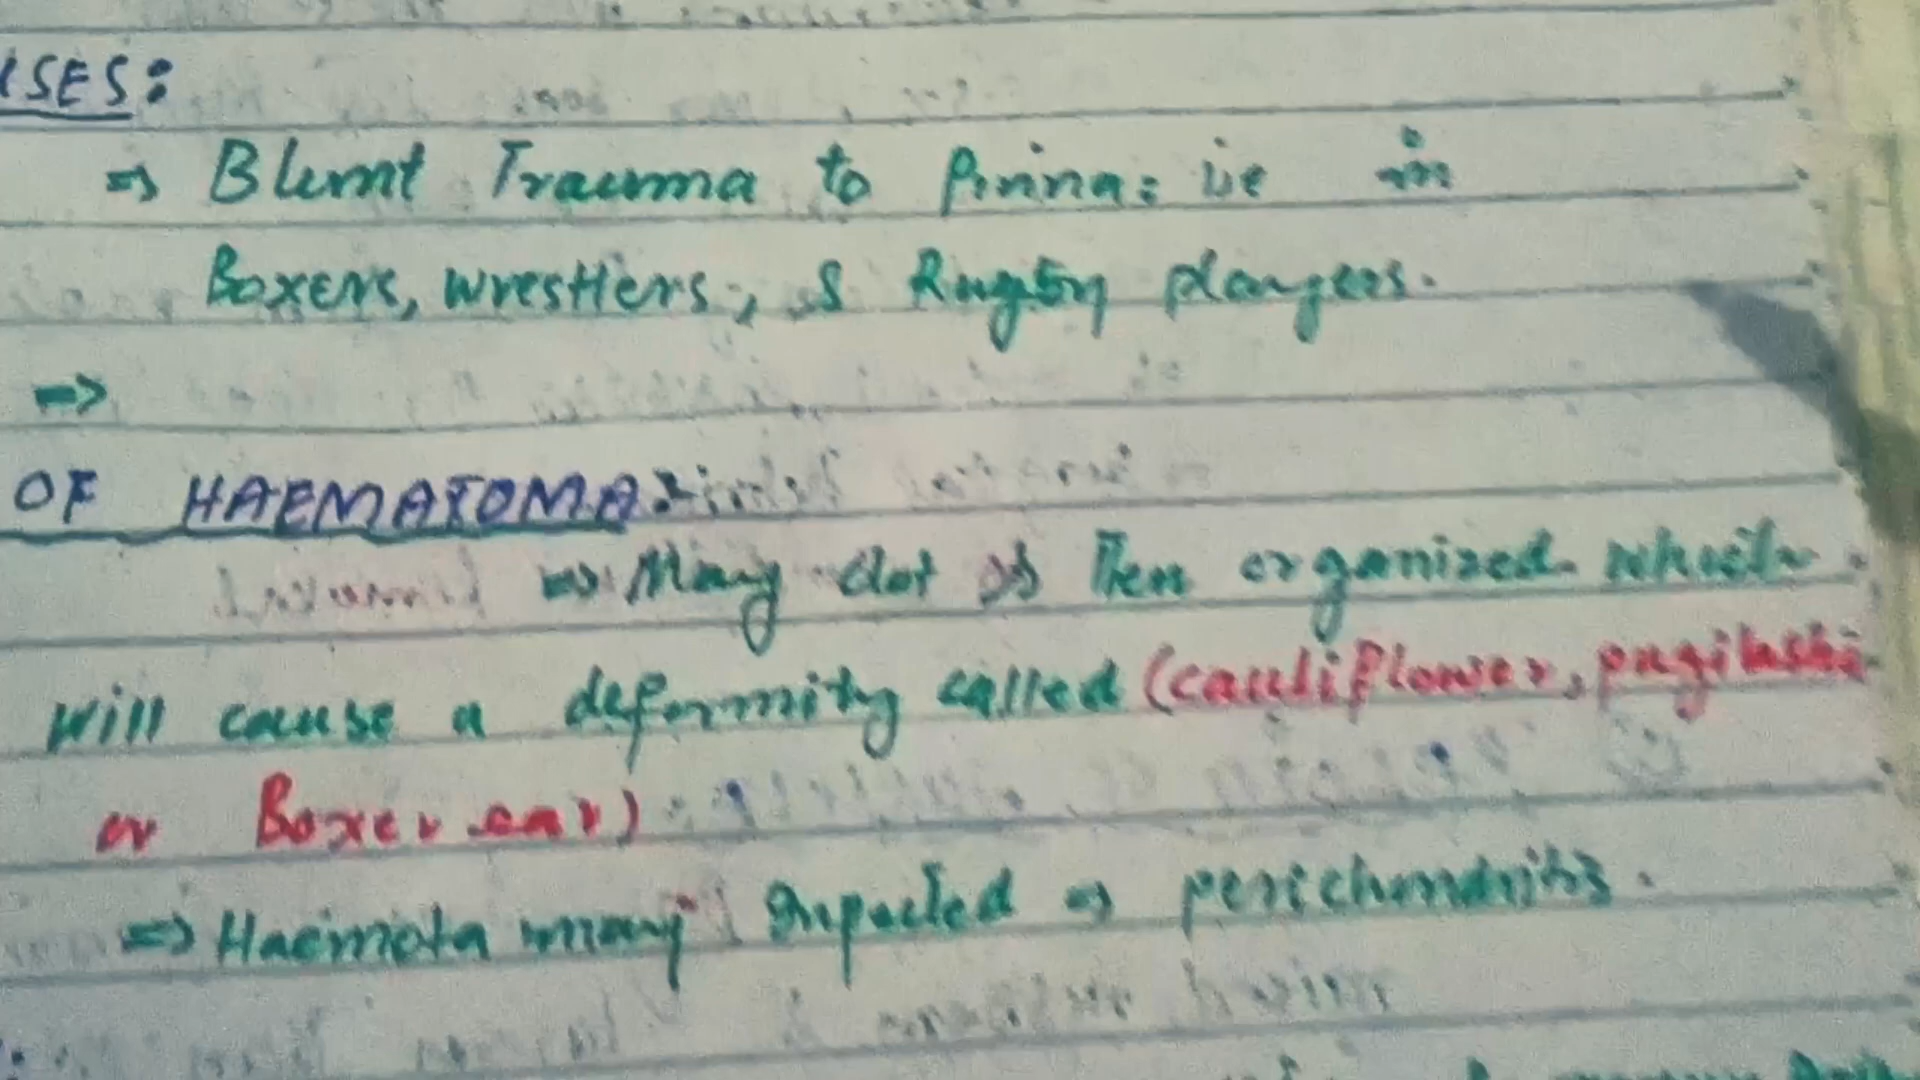 USES:
⇒ Blunt Trauma to Pinna: ie in
Boxers, wrestlers, & Rugby players.
⇒
OF HAEMATOMA:
⇒ May clot & Then organized which
will cause a deformity called (cauliflower, pugilistic
or Boxer ear)
⇒ Haemota may Inpected ⇒ perichondritis.